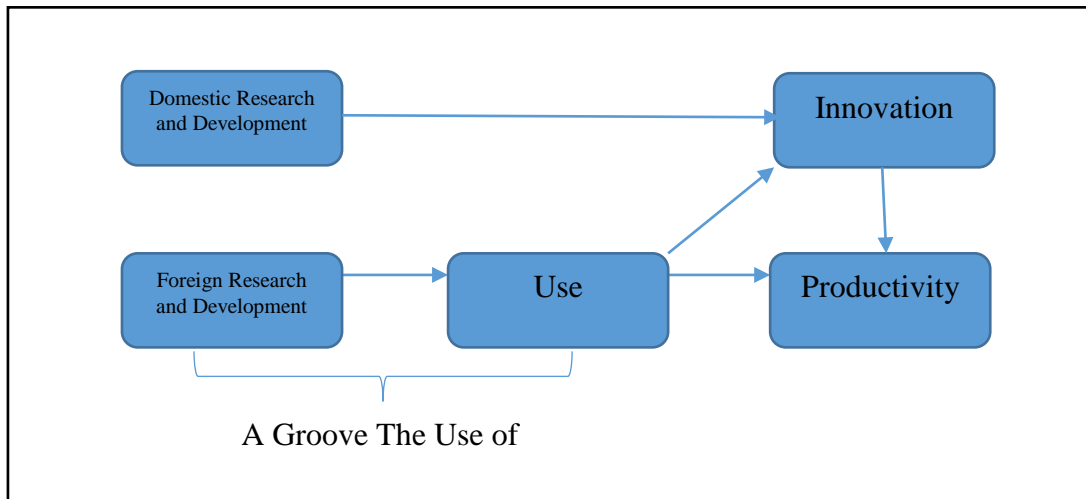 Domestic Research
and Development
Innovation
Foreign Research
and Development
Use
Productivity
A Groove The Use of